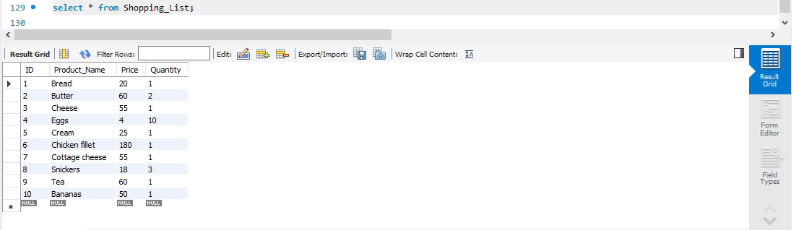 129 select * from Shopping_List;
130
Result Grid Filter Rows: Edit: Export/Import: Wrap Cell Content: IA
ID Product_Name Price Quantity
1 Bread 20 1
2 Butter 60 2
3 Cheese 55 1
4 Eggs 4 10
5 Cream 25 1
6 Chicken fillet 180 1
7 Cottage cheese 55 1
8 Snickers 18 3
9 Tea 60 1
10 Bananas 50 1
NULL NULL NULL NULL
Result
Grid
Form
Editor
Field
Types